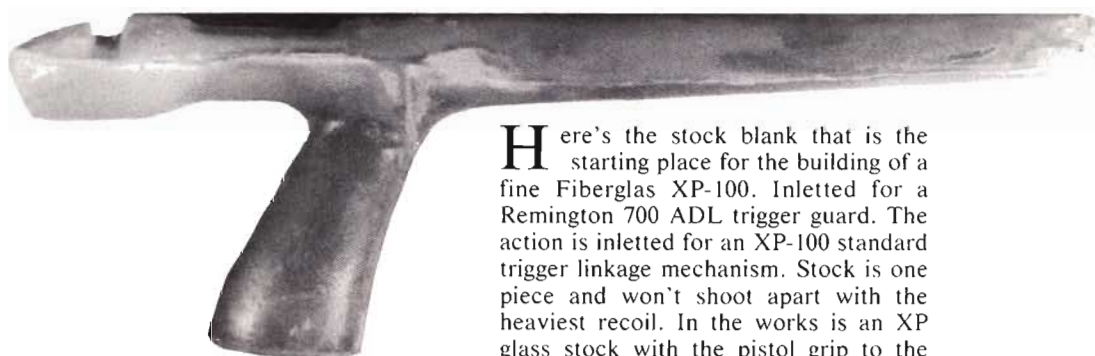 Here's the stock blank that is the
starting place for the building of a
fine Fiberglas XP-100. Inletted for a
Remington 700 ADL trigger guard. The
action is inletted for an XP-100 standard
trigger linkage mechanism. Stock is one
piece and won't shoot apart with the
heaviest recoil. In the works is an XP
glass stock with the pistol grip to the